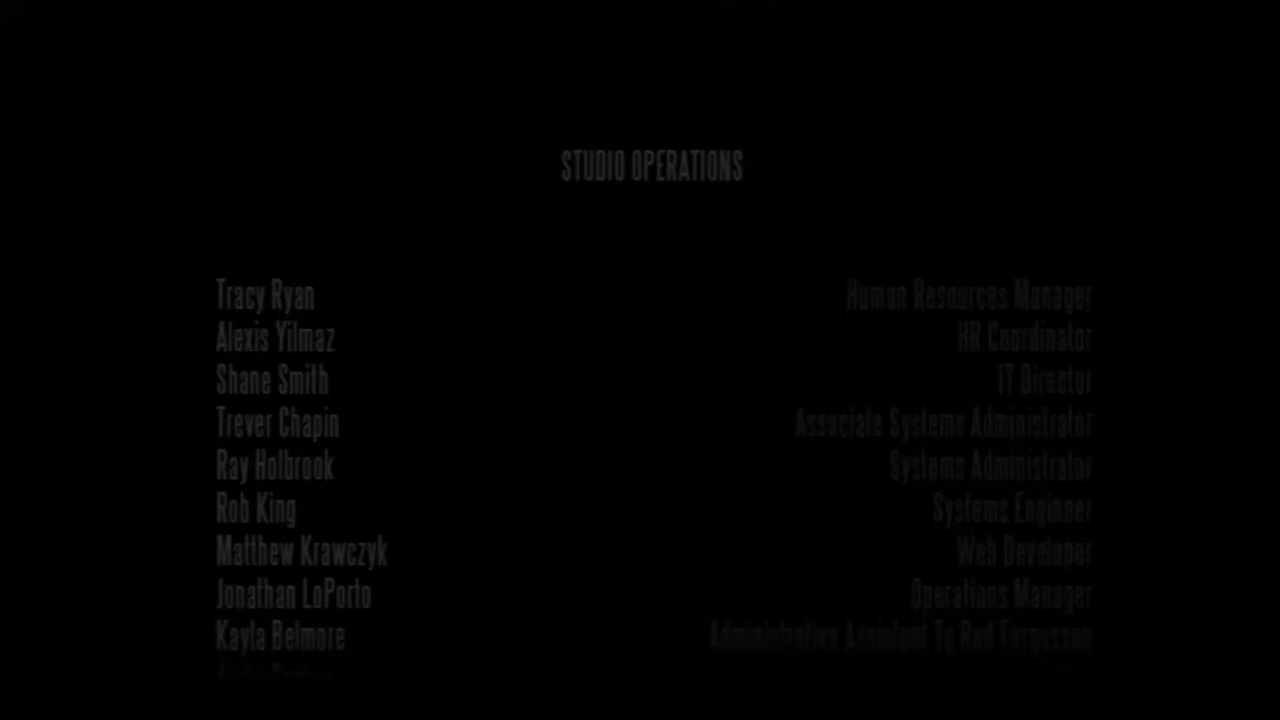 STUDIO OPERATIONS
Tracy Ryan Human Resources Manager
Alexis Yilmaz HR Coordinator
Shane Smith IT Director
Trever Chapin Associate Systems Administrator
Ray Holbrook Systems Administrator
Rob King Systems Engineer
Matthew Krawczyk Web Developer
Jonathan LoPorto Operations Manager
Kayla Belmore Administrative Assistant To Rod Fergusson